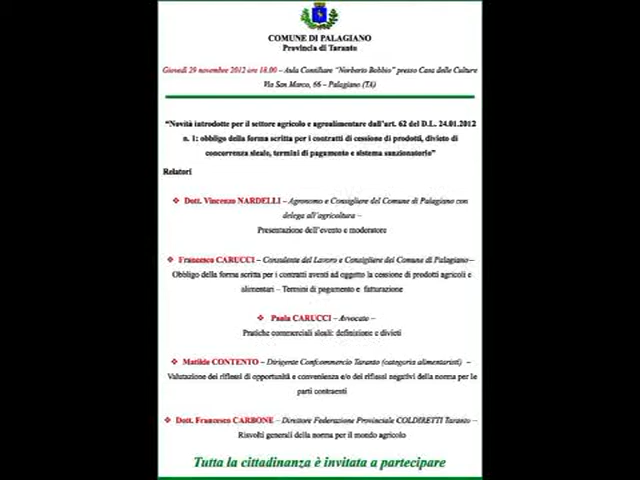 COMUNE DI PALAGIANO
Provincia di Taranto
Giovedì 29 novembre 2012 ore 18.00 – Aula Consiliare "Norberto Bobbio" presso Casa delle Culture
Via San Marco, 66 – Palagiano (TA)
"Novità introdotte per il settore agricolo e agroalimentare dall'art. 62 del D.L. 24.01.2012
n. 1: obbligo della forma scritta per i contratti di cessione di prodotti, divieto di
concorrenza sleale, termini di pagamento e sistema sanzionatorio"
Relatori
❖ Dott. Vincenzo NARDELLI – Agronomo e Consigliere del Comune di Palagiano con
delega all'agricoltura –
Presentazione dell'evento e moderatore
❖ Francesco CARUCCI – Consulente del Lavoro e Consigliere del Comune di Palagiano –
Obbligo della forma scritta per i contratti aventi ad oggetto la cessione di prodotti agricoli e
alimentari – Termini di pagamento e fatturazione
❖ Paola CARUCCI – Avvocato –
Pratiche commerciali sleali: definizione e divieti
❖ Matilde CONTENTO – Dirigente Confcommercio Taranto (categoria alimentaristi) –
Valutazione dei riflessi di opportunità e convenienza e/o dei riflessi negativi della norma per le
parti contraenti
❖ Dott. Francesco CARBONE – Direttore Federazione Provinciale COLDIRETTI Taranto –
Risvolti generali della norma per il mondo agricolo
Tutta la cittadinanza è invitata a partecipare